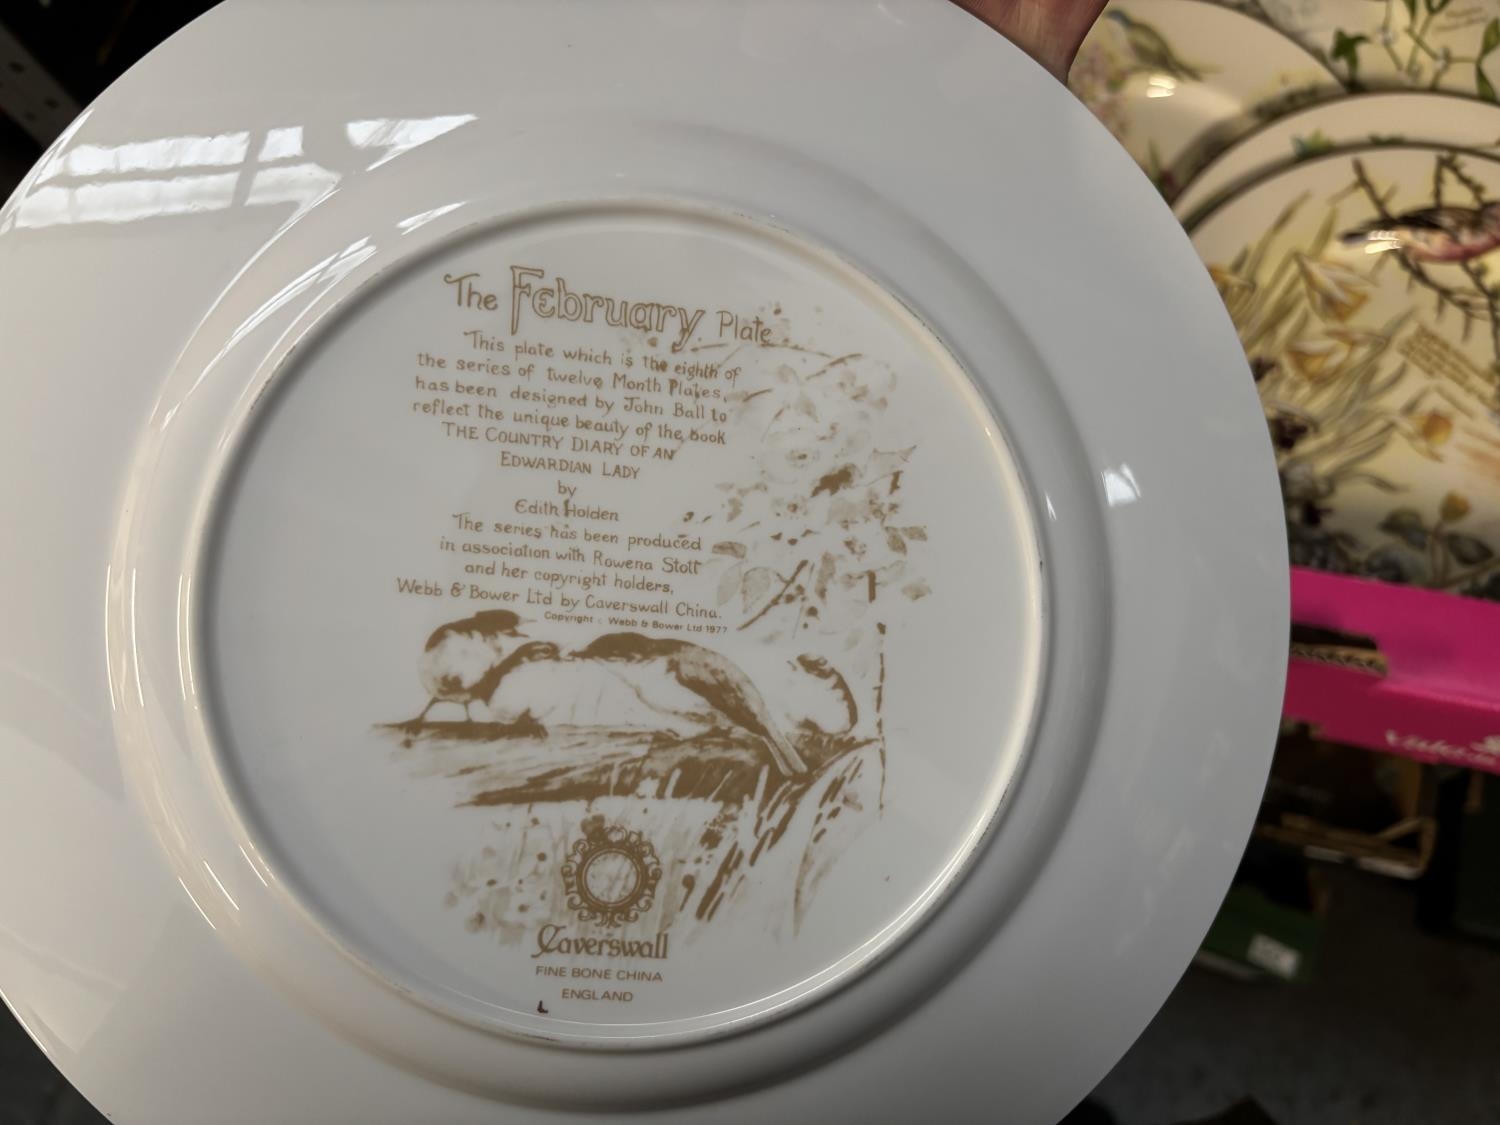 The February Plate
This plate which is the eighth of
the series of twelve Month Plates,
has been designed by John Ball to
reflect the unique beauty of the book
THE COUNTRY DIARY OF AN
EDWARDIAN LADY
by
Edith Holden
The series has been produced
in association with Rowena Stott
and her copyright holders,
Webb & Bower Ltd by Caverswall China.
Copyright : Webb & Bower Ltd 1977
Caverswall
FINE BONE CHINA
ENGLAND
L